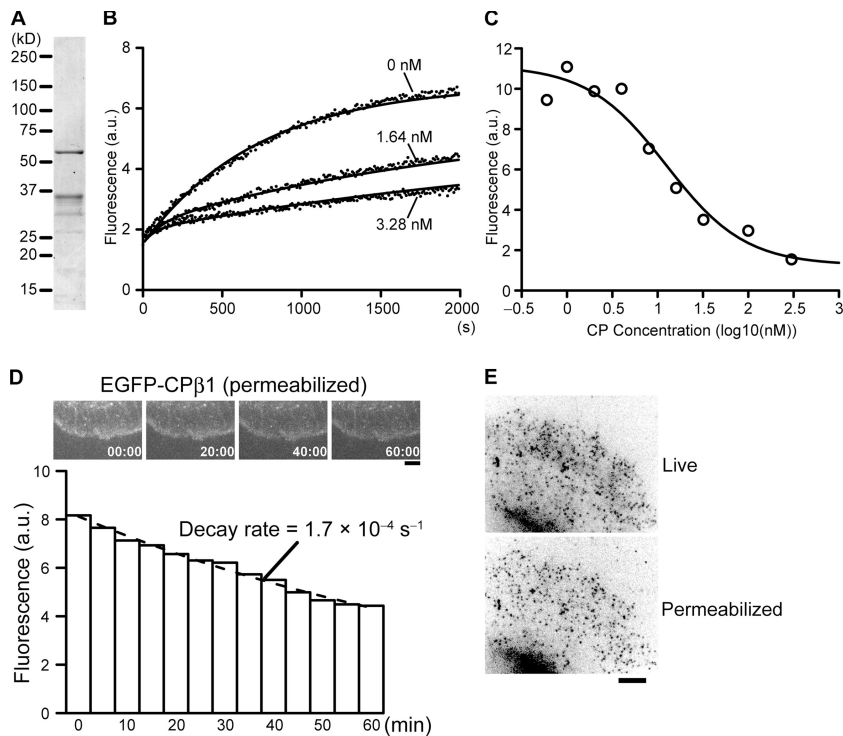 A
(kD)
250
150
100
75
50
37
25
20
15
B
8
6
4
2
0
Fluorescence (a.u.)
0 nM
1.64 nM
3.28 nM
0
500
1000
1500
2000
(s)
C
12
10
8
6
4
2
0
Fluorescence (a.u.)
−0.5
0
0.5
1
1.5
2
2.5
3
CP Concentration (log10(nM))
D
EGFP-CPβ1 (permeabilized)
00:00
20:00
40:00
60:00
10
8
6
4
2
0
Fluorescence (a.u.)
Decay rate = 1.7 × 10⁻⁴ s⁻¹
0
10
20
30
40
50
60
(min)
E
Live
Permeabilized